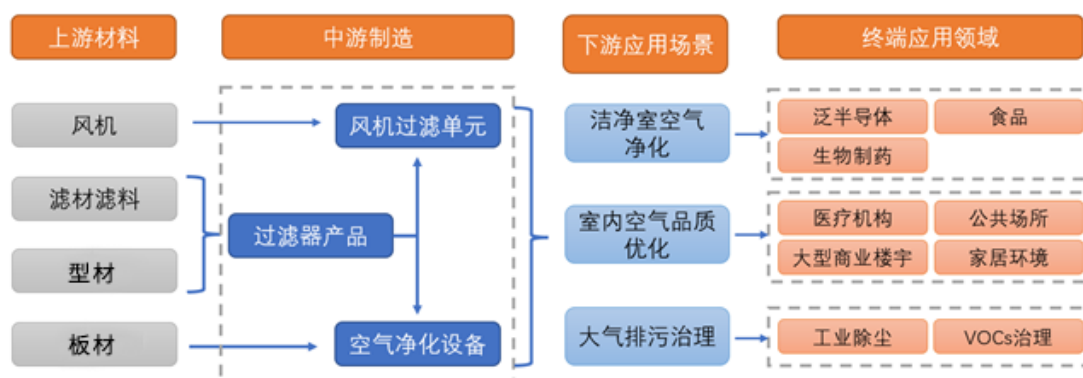 上游材料
中游制造
下游应用场景
终端应用领域
风机
滤材滤料
型材
板材
风机过滤单元
过滤器产品
空气净化设备
洁净室空气
净化
室内空气品质
优化
大气排污治理
泛半导体
食品
生物制药
医疗机构
公共场所
大型商业楼宇
家居环境
工业除尘
VOCs治理